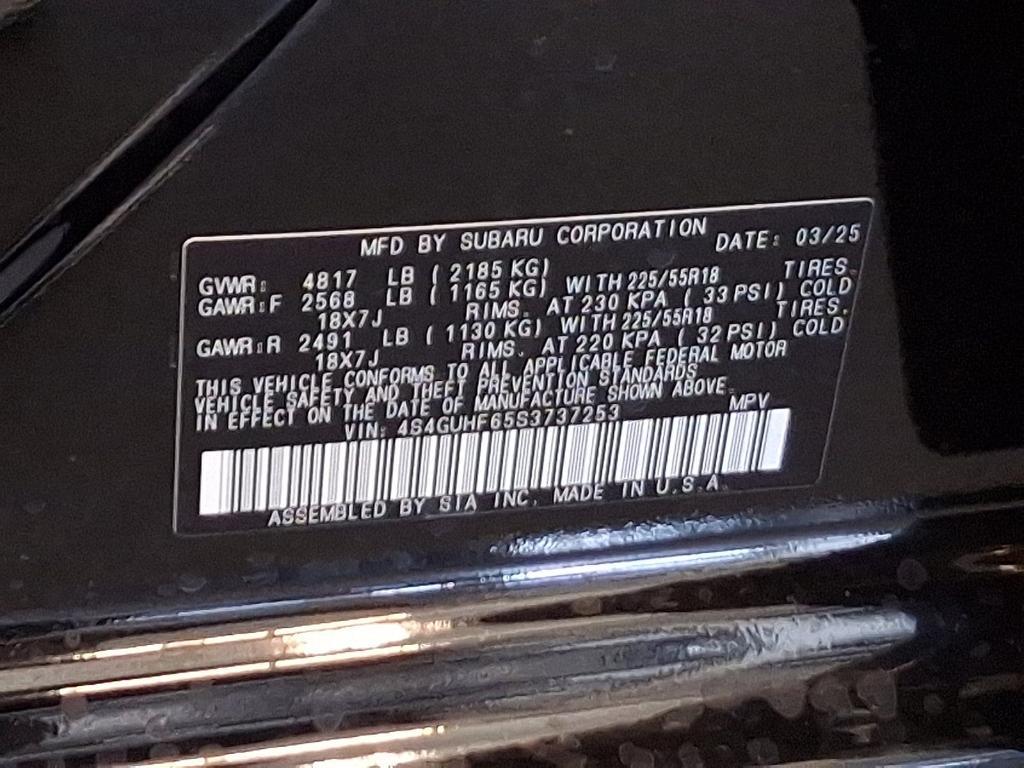 MFD BY SUBARU CORPORATION DATE: 03/25
GVWR: 4817 LB (2185 KG)
GAWR:F 2568 LB (1165 KG) WITH 225/55R18 TIRES.
18X7J RIMS. AT 230 KPA (33 PSI) COLD
GAWR:R 2491 LB (1130 KG) WITH 225/55R18 TIRES.
18X7J RIMS. AT 220 KPA (32 PSI) COLD
THIS VEHICLE CONFORMS TO ALL APPLICABLE FEDERAL MOTOR
VEHICLE SAFETY AND THEFT PREVENTION STANDARDS
IN EFFECT ON THE DATE OF MANUFACTURE SHOWN ABOVE.
VIN: 4S4GUHF65S3737253 MPV
ASSEMBLED BY SIA INC. MADE IN U.S.A.